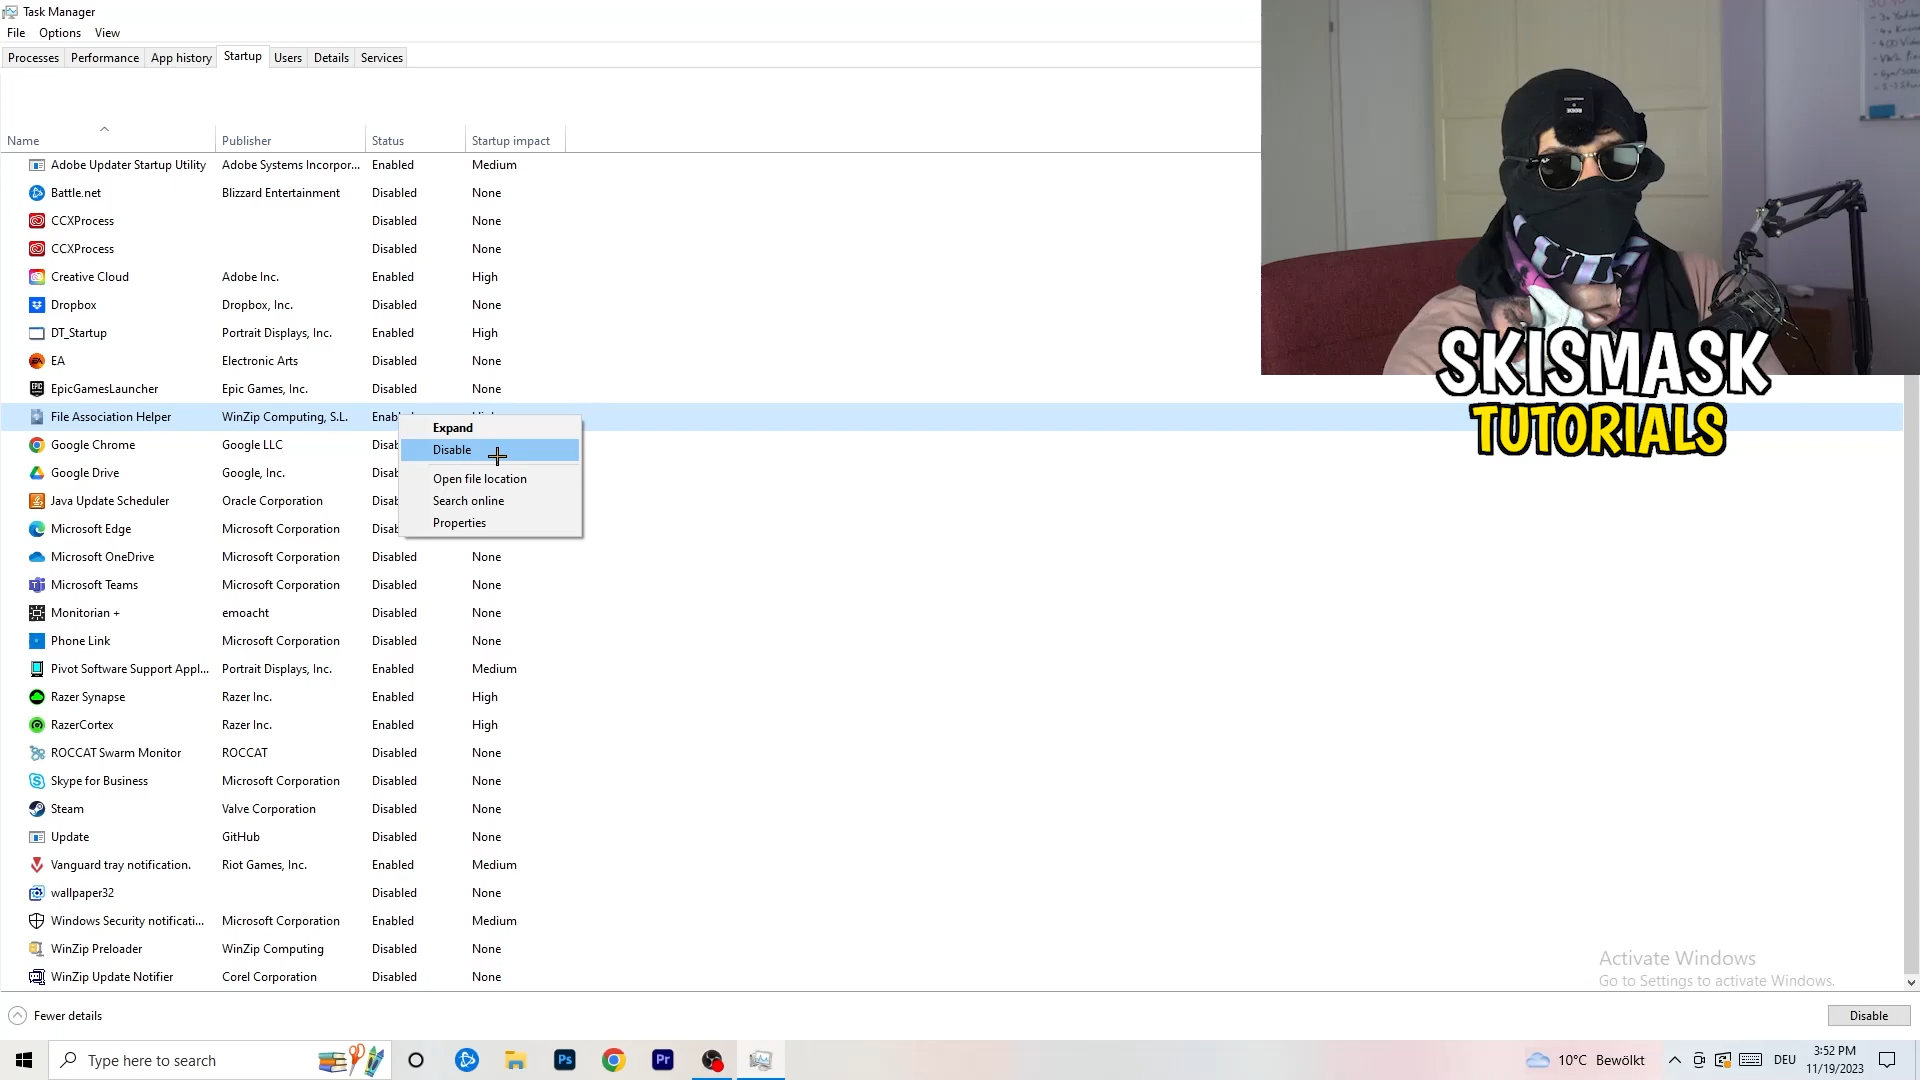 Task Manager
File Options View
Processes Performance App history Startup Users Details Services
Name Publisher Status Startup impact
Adobe Updater Startup Utility Adobe Systems Incorpor... Enabled Medium
Battle.net Blizzard Entertainment Disabled None
CCXProcess Disabled None
CCXProcess Disabled None
Creative Cloud Adobe Inc. Enabled High
Dropbox Dropbox, Inc. Disabled None
DT_Startup Portrait Displays, Inc. Enabled High
EA Electronic Arts Disabled None
EpicGamesLauncher Epic Games, Inc. Disabled None
File Association Helper WinZip Computing, S.L. Enabl
Google Chrome Google LLC Disab
Google Drive Google, Inc. Disab
Java Update Scheduler Oracle Corporation Disab
Microsoft Edge Microsoft Corporation Disab
Microsoft OneDrive Microsoft Corporation Disabled None
Microsoft Teams Microsoft Corporation Disabled None
Monitorian + emoacht Disabled None
Phone Link Microsoft Corporation Disabled None
Pivot Software Support Appl... Portrait Displays, Inc. Enabled Medium
Razer Synapse Razer Inc. Enabled High
RazerCortex Razer Inc. Enabled High
ROCCAT Swarm Monitor ROCCAT Disabled None
Skype for Business Microsoft Corporation Disabled None
Steam Valve Corporation Disabled None
Update GitHub Disabled None
Vanguard tray notification. Riot Games, Inc. Enabled Medium
wallpaper32 Disabled None
Windows Security notificati... Microsoft Corporation Enabled Medium
WinZip Preloader WinZip Computing Disabled None
WinZip Update Notifier Corel Corporation Disabled None
Expand
Disable
Open file location
Search online
Properties
SKISMASK
TUTORIALS
Activate Windows
Go to Settings to activate Windows.
Fewer details Disable
Type here to search Ps Pr 10°C Bewölkt DEU 3:52 PM
11/19/2023